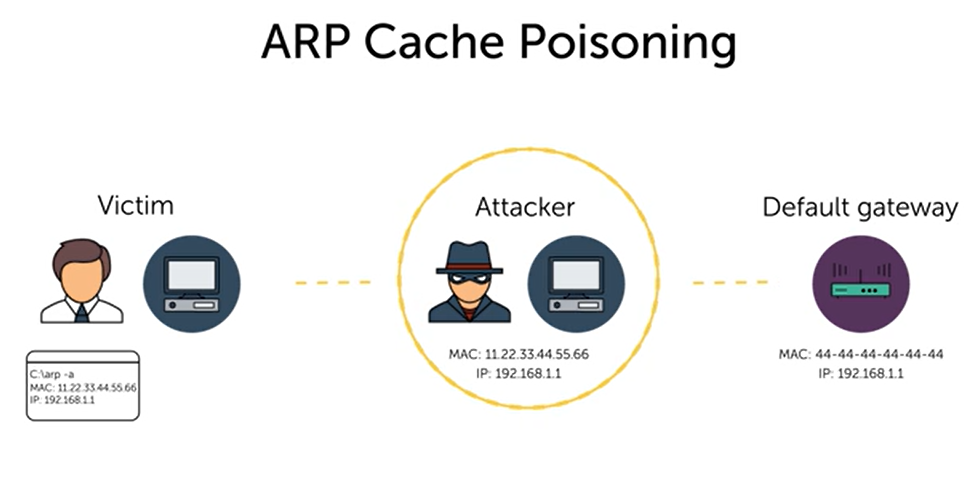 ARP Cache Poisoning
Victim
Attacker
Default gateway
C:\arp -a
MAC: 11.22.33.44.55.66
IP: 192.168.1.1
MAC: 11.22.33.44.55.66
IP: 192.168.1.1
MAC: 44-44-44-44-44-44
IP: 192.168.1.1